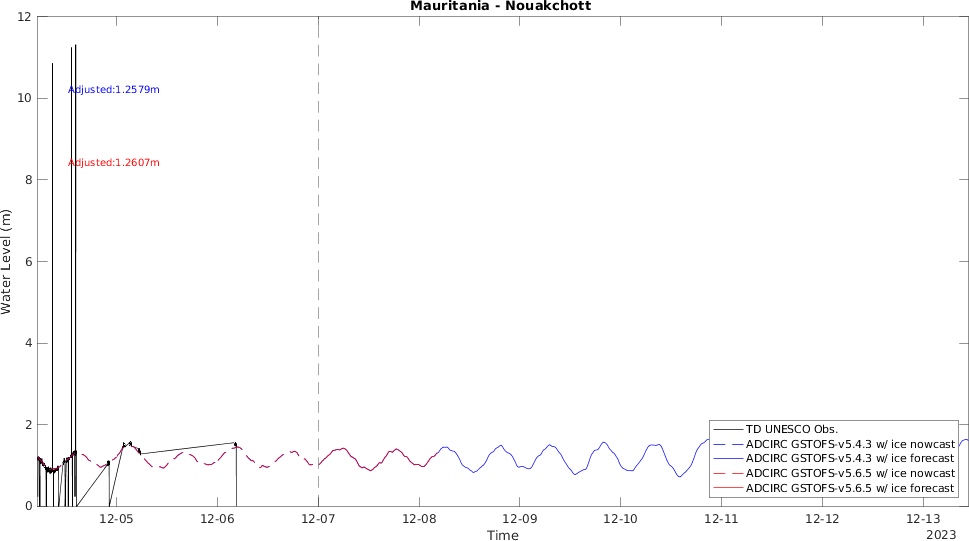 Mauritania - Nouakchott
12
10
8
6
4
2
0
Water Level (m)
Adjusted:1.2579m
Adjusted:1.2607m
TD UNESCO Obs.
ADCIRC GSTOFS-v5.4.3 w/ ice nowcast
ADCIRC GSTOFS-v5.4.3 w/ ice forecast
ADCIRC GSTOFS-v5.6.5 w/ ice nowcast
ADCIRC GSTOFS-v5.6.5 w/ ice forecast
12-05 12-06 12-07 12-08 12-09 12-10 12-11 12-12 12-13
Time
2023